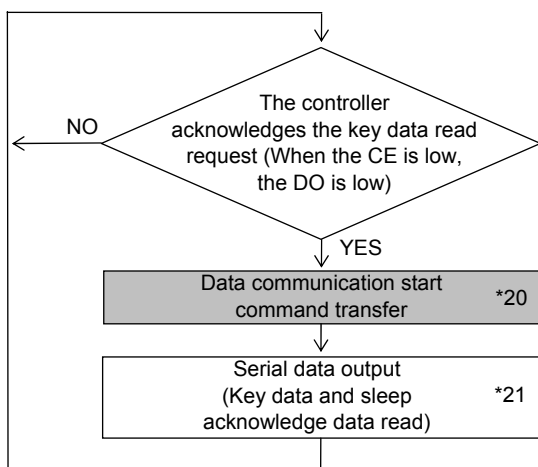 The controller
acknowledges the key data read
request (When the CE is low,
the DO is low)
NO
YES
Data communication start
command transfer
*20
Serial data output
(Key data and sleep
acknowledge data read)
*21